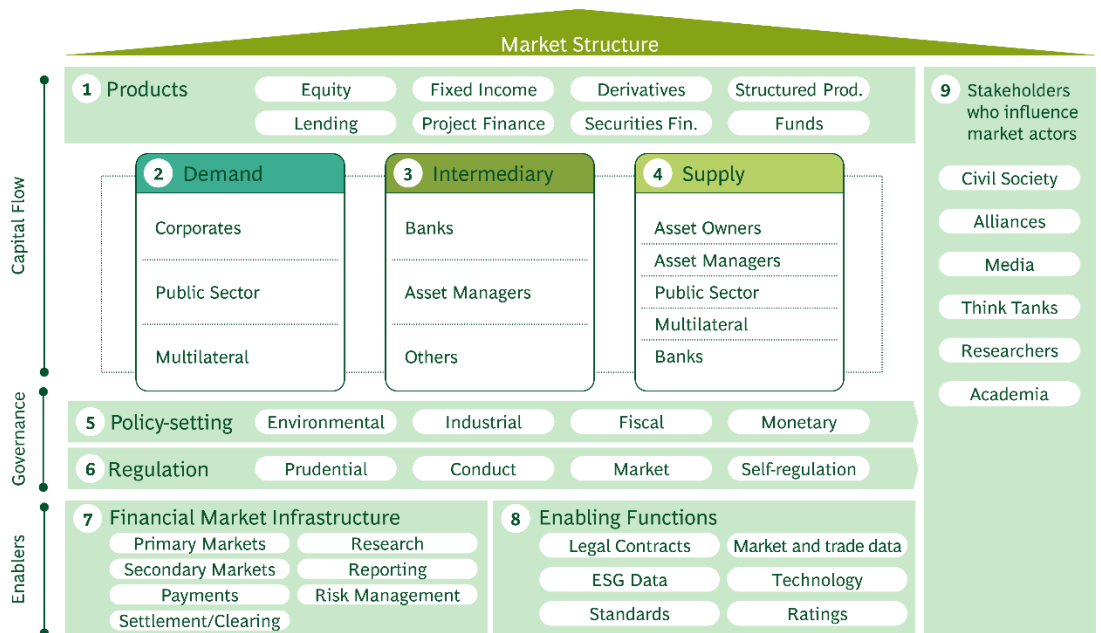 Market Structure
Capital Flow
1 Products
Equity
Fixed Income
Derivatives
Structured Prod.
Lending
Project Finance
Securities Fin.
Funds
2 Demand
Corporates
Public Sector
Multilateral
3 Intermediary
Banks
Asset Managers
Others
4 Supply
Asset Owners
Asset Managers
Public Sector
Multilateral
Banks
Governance
5 Policy-setting
Environmental
Industrial
Fiscal
Monetary
6 Regulation
Prudential
Conduct
Market
Self-regulation
Enablers
7 Financial Market Infrastructure
Primary Markets
Research
Secondary Markets
Reporting
Payments
Risk Management
Settlement/Clearing
8 Enabling Functions
Legal Contracts
Market and trade data
ESG Data
Technology
Standards
Ratings
9 Stakeholders
who influence
market actors
Civil Society
Alliances
Media
Think Tanks
Researchers
Academia